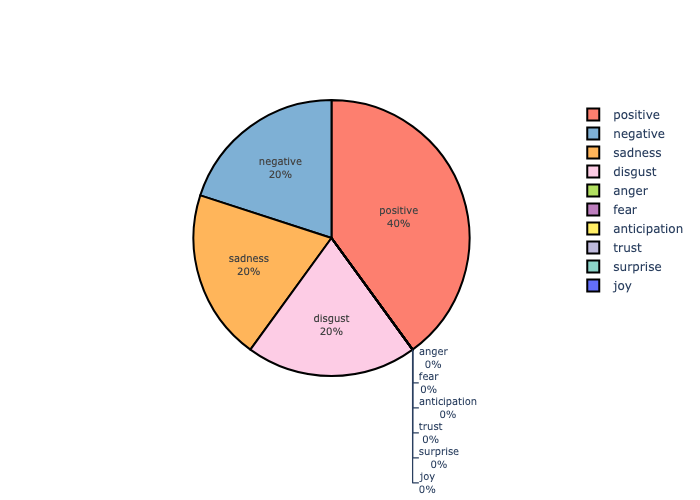 negative
20%
positive
40%
sadness
20%
disgust
20%
anger
0%
fear
0%
anticipation
0%
trust
0%
surprise
0%
joy
0%
positive
negative
sadness
disgust
anger
fear
anticipation
trust
surprise
joy